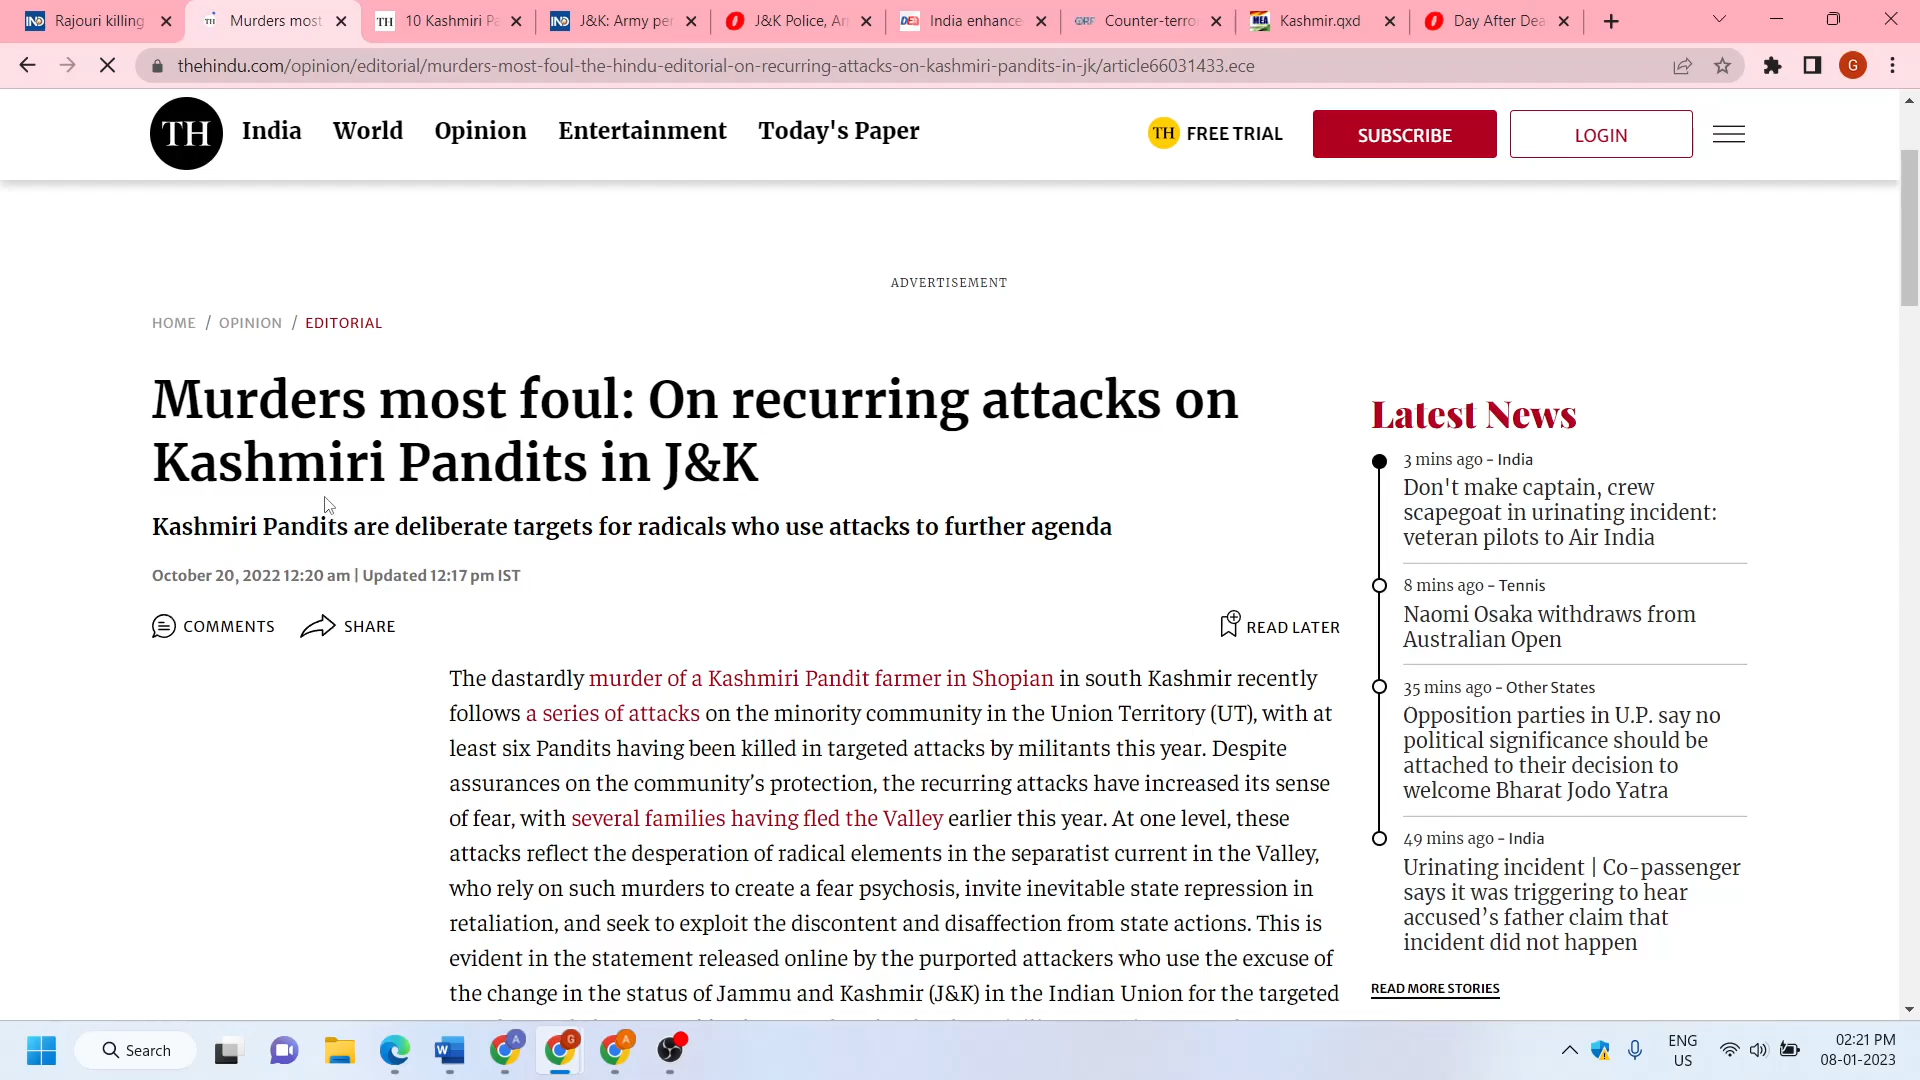 Rajouri killing
Murders most
10 Kashmiri Pa
J&K: Army per
J&K Police, Arm
India enhance
Counter-terro
Kashmir.qxd
Day After Dea
thehindu.com/opinion/editorial/murders-most-foul-the-hindu-editorial-on-recurring-attacks-on-kashmiri-pandits-in-jk/article66031433.ece
G
TH
India World Opinion Entertainment Today's Paper
TH FREE TRIAL
SUBSCRIBE
LOGIN
ADVERTISEMENT
HOME / OPINION / EDITORIAL
Murders most foul: On recurring attacks on
Kashmiri Pandits in J&K
Kashmiri Pandits are deliberate targets for radicals who use attacks to further agenda
October 20, 2022 12:20 am | Updated 12:17 pm IST
COMMENTS SHARE
READ LATER
The dastardly murder of a Kashmiri Pandit farmer in Shopian in south Kashmir recently
follows a series of attacks on the minority community in the Union Territory (UT), with at
least six Pandits having been killed in targeted attacks by militants this year. Despite
assurances on the community's protection, the recurring attacks have increased its sense
of fear, with several families having fled the Valley earlier this year. At one level, these
attacks reflect the desperation of radical elements in the separatist current in the Valley,
who rely on such murders to create a fear psychosis, invite inevitable state repression in
retaliation, and seek to exploit the discontent and disaffection from state actions. This is
evident in the statement released online by the purported attackers who use the excuse of
the change in the status of Jammu and Kashmir (J&K) in the Indian Union for the targeted
Latest News
3 mins ago - India
Don't make captain, crew
scapegoat in urinating incident:
veteran pilots to Air India
8 mins ago - Tennis
Naomi Osaka withdraws from
Australian Open
35 mins ago - Other States
Opposition parties in U.P. say no
political significance should be
attached to their decision to
welcome Bharat Jodo Yatra
49 mins ago - India
Urinating incident | Co-passenger
says it was triggering to hear
accused's father claim that
incident did not happen
READ MORE STORIES
Search
ENG
US
02:21 PM
08-01-2023